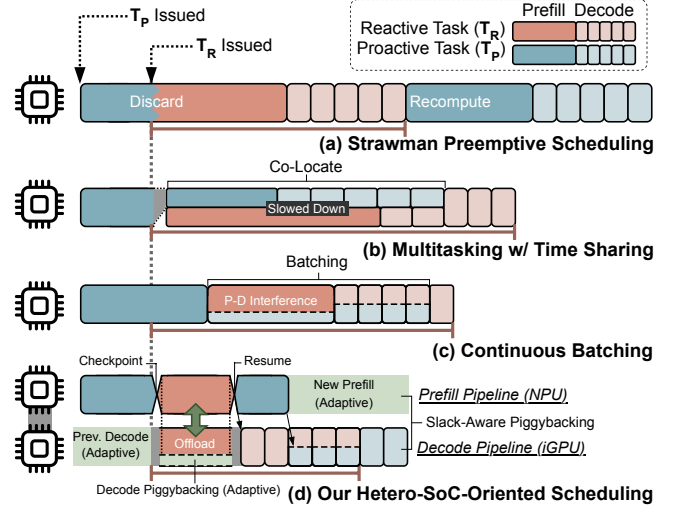 T_P Issued
T_R Issued
Prefill Decode
Reactive Task (T_R)
Proactive Task (T_P)
Discard
Recompute
(a) Strawman Preemptive Scheduling
Co-Locate
Slowed Down
(b) Multitasking w/ Time Sharing
Batching
P-D Interference
(c) Continuous Batching
Checkpoint
Resume
New Prefill
(Adaptive)
Prefill Pipeline (NPU)
Slack-Aware Piggybacking
Prev. Decode
(Adaptive)
Offload
Decode Pipeline (iGPU)
Decode Piggybacking (Adaptive)
(d) Our Hetero-SoC-Oriented Scheduling